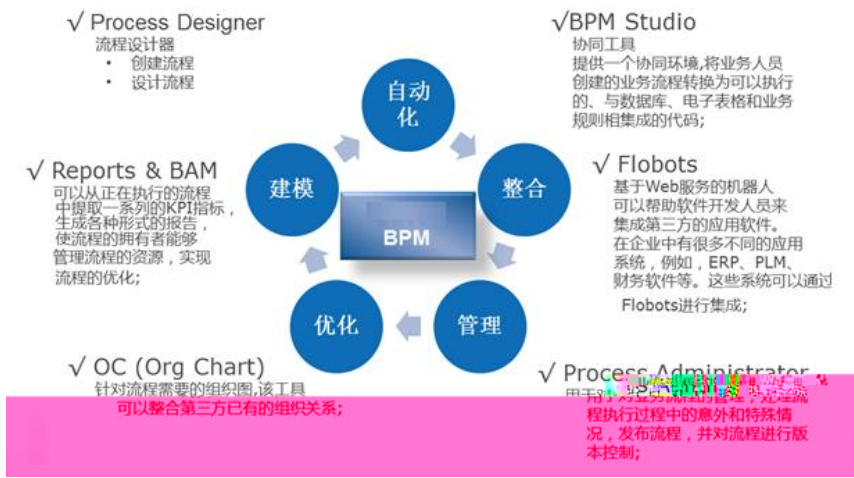 √ Process Designer
流程设计器
• 创建流程
• 设计流程
√BPM Studio
协同工具
提供一个协同环境,将业务人员
创建的业务流程转换为可以执行
的、与数据库、电子表格和业务
规则相集成的代码;
自动
化
√ Reports & BAM
可以从正在执行的流程
中提取一系列的KPI指标，
生成各种形式的报告，
使流程的拥有者能够
管理流程的资源，实现
流程的优化;
建模
整合
BPM
√ Flobots
基于Web服务的机器人
可以帮助软件开发人员来
集成第三方的应用软件。
在企业中有很多不同的应用
系统，例如，ERP、PLM、
财务软件等。这些系统可以通过
Flobots进行集成;
优化
管理
√ OC (Org Chart)
针对流程需要的组织图,该工具
可以整合第三方已有的组织关系;
√ Process Administrator
用于对业务流程的管理，处理流
程执行过程中的意外和特殊情
况，发布流程，并对流程进行版
本控制;